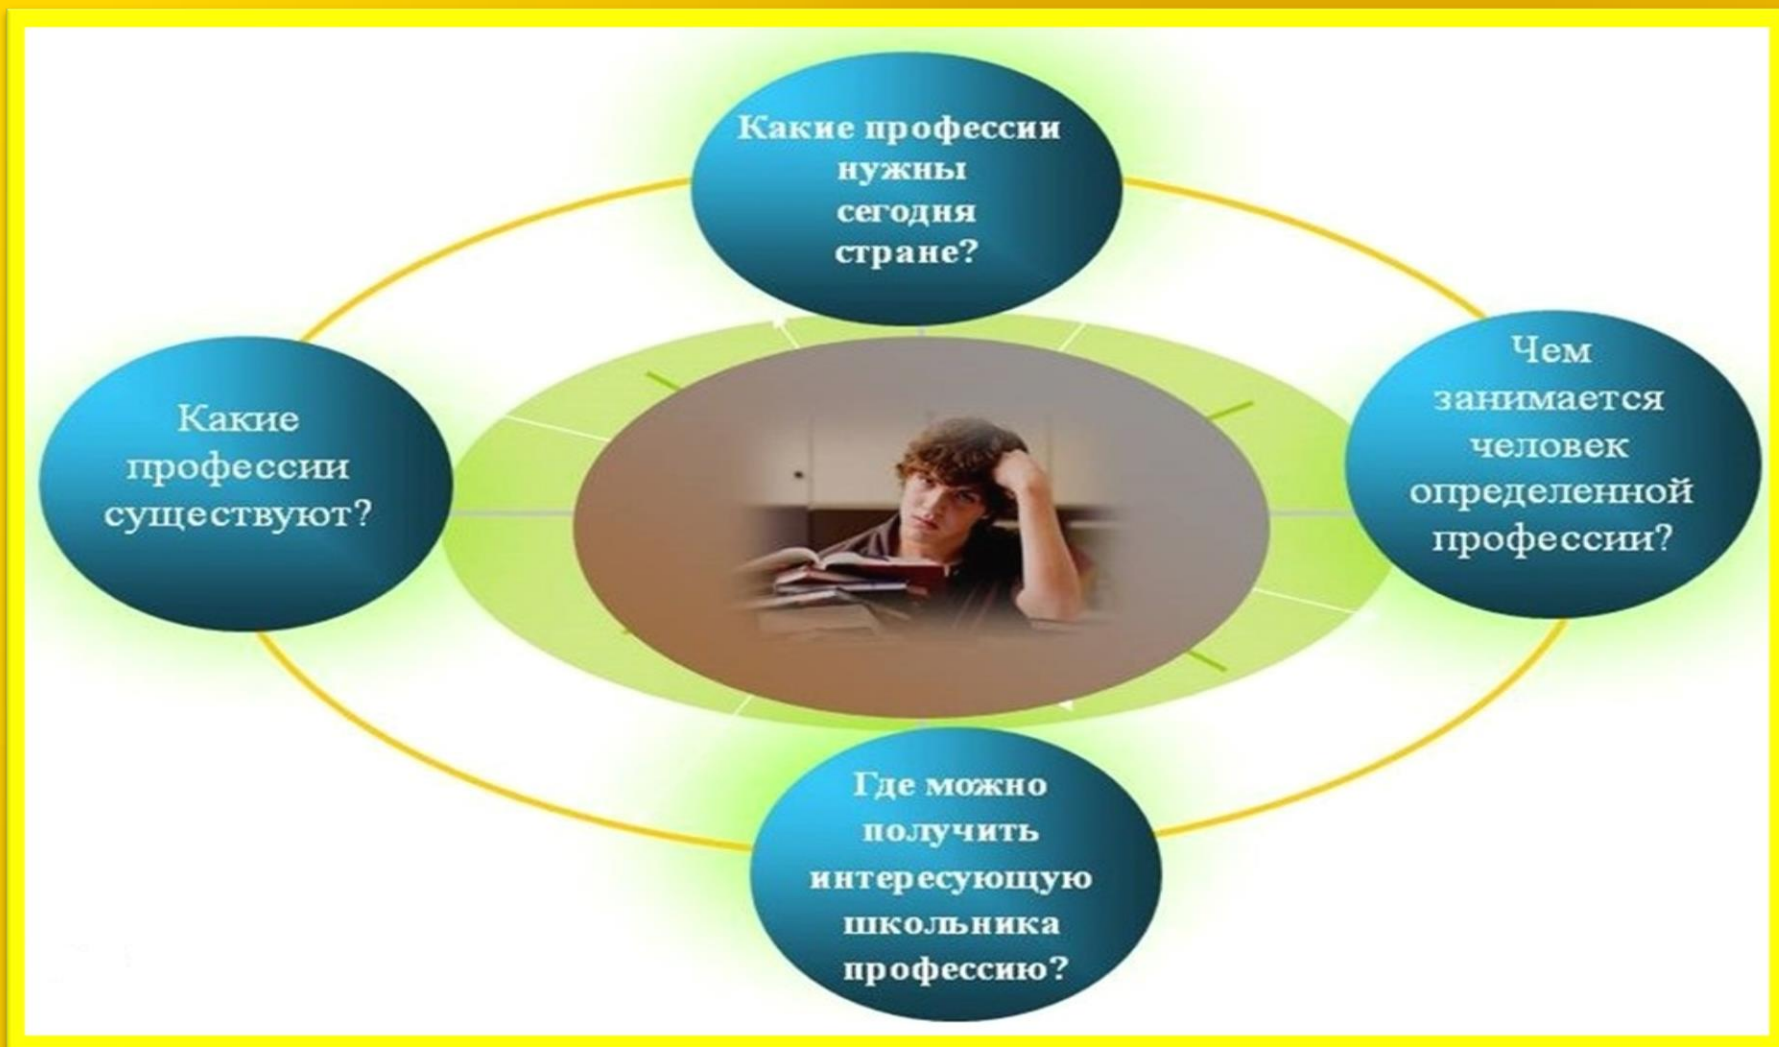 Какие профессии
нужны
сегодня
стране?
Какие
профессии
существуют?
Чем
занимается
человек
определенной
профессии?
Где можно
получить
интересующую
школьника
профессию?